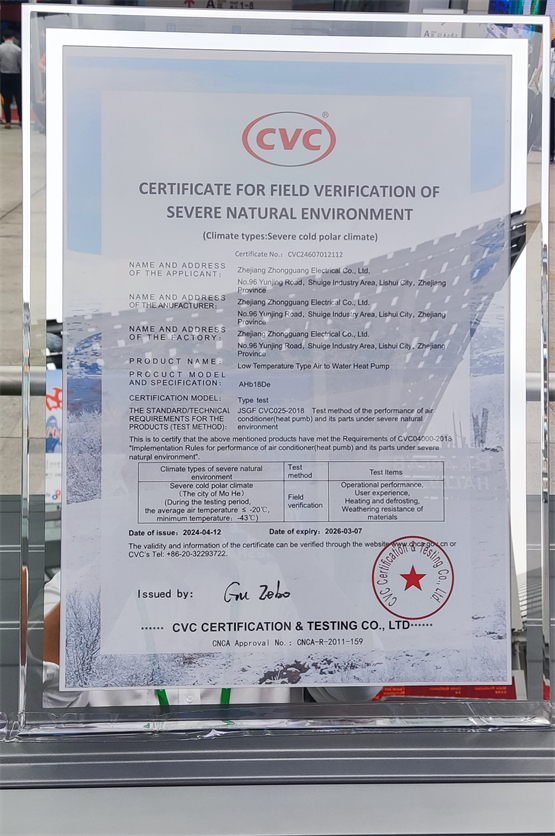 CVC®
CERTIFICATE FOR FIELD VERIFICATION OF
SEVERE NATURAL ENVIRONMENT
(Climate types:Severe cold polar climate)
Certificate No.: CVC24607012112
NAME AND ADDRESS
OF THE APPLICANT:
Zhejiang Zhongguang Electrical Co., Ltd.
No.96 Yunjing Road, Shuige Industry Area, Lishui City, Zhejiang
Province
NAME AND ADDRESS
OF THE ANUFACTURER:
Zhejiang Zhongguang Electrical Co., Ltd.
No.96 Yunjing Road, Shuige Industry Area, Lishui City, Zhejiang
Province
NAME AND ADDRESS
OF THE FACTORY:
Zhejiang Zhongguang Electrical Co., Ltd.
No.96 Yunjing Road, Shuige Industry Area, Lishui City, Zhejiang
Province
PRODUCT NAME:
Low Temperature Type Air to Water Heat Pump
PRODUCT MODEL
AND SPECIFICATION:
AHb18De
CERTIFICATION MODEL:
Type test
THE STANDARD/TECHNICAL
REQUIREMENTS FOR THE
PRODUCTS (TEST METHOD):
JSGF CVC025-2018 Test method of the performance of air
conditioner(heat pump) and its parts under severe natural
environment
This is to certify that the above mentioned products have met the Requirements of CVC04000-2015
"Implementation Rules for performance of air conditioner(heat pump) and its parts under severe
natural environment".
Climate types of severe natural
environment
Test
method
Test Items
Severe cold polar climate
(The city of Mo He)
(During the testing period,
the average air temperature ≤ -20℃,
minimum temperature: -43℃)
Field
verification
Operational performance,
User experience,
Heating and defrosting,
Weathering resistance of
materials
Date of issue: 2024-04-12 Date of expiry: 2026-03-07
The validity and information of the certificate can be verified through the website www.cnca.gov.cn or
CVC's Tel: +86-20-32293722.
CVC Certification & Testing Co., Ltd.
Issued by:
****** CVC CERTIFICATION & TESTING CO., LTD******
CNCA Approval No.: CNCA-R-2011-159